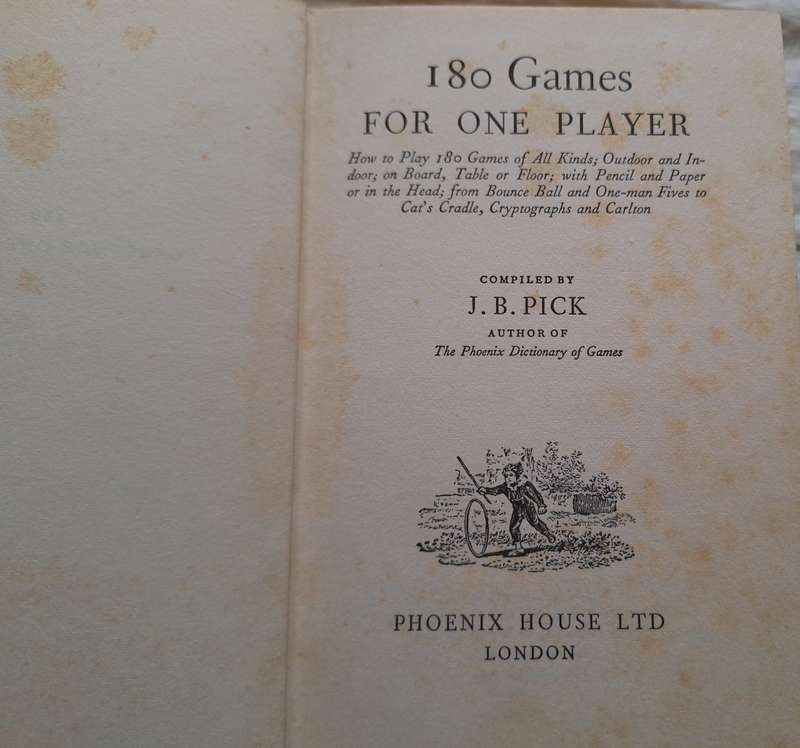 180 Games
FOR ONE PLAYER
How to Play 180 Games of All Kinds; Outdoor and In-
door; on Board, Table or Floor; with Pencil and Paper
or in the Head; from Bounce Ball and One-man Fives to
Cat's Cradle, Cryptographs and Carlton
COMPILED BY
J. B. PICK
AUTHOR OF
The Phoenix Dictionary of Games
PHOENIX HOUSE LTD
LONDON